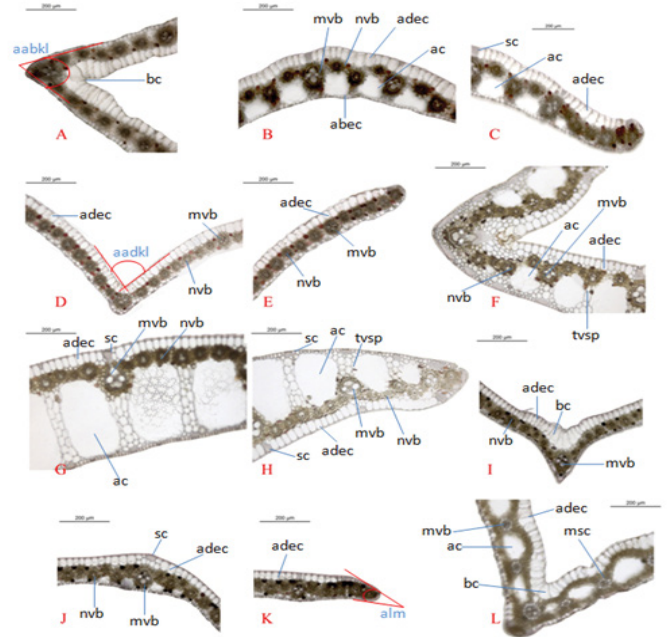 200 µm
aabkl
bc
A
200 µm
mvb nvb adec
ac
abec
B
200 µm
sc
ac
adec
C
200 µm
adec
aadkl
mvb
nvb
D
200 µm
adec
mvb
nvb
E
200 µm
ac
mvb
adec
nvb
tvsp
F
200 µm
adec sc mvb nvb
ac
G
200 µm
sc ac tvsp
mvb nvb
sc adec
H
200 µm
adec bc
nvb
mvb
I
200 µm
sc
adec
nvb mvb
J
200 µm
adec
alm
K
200 µm
adec
mvb
ac
msc
bc
L